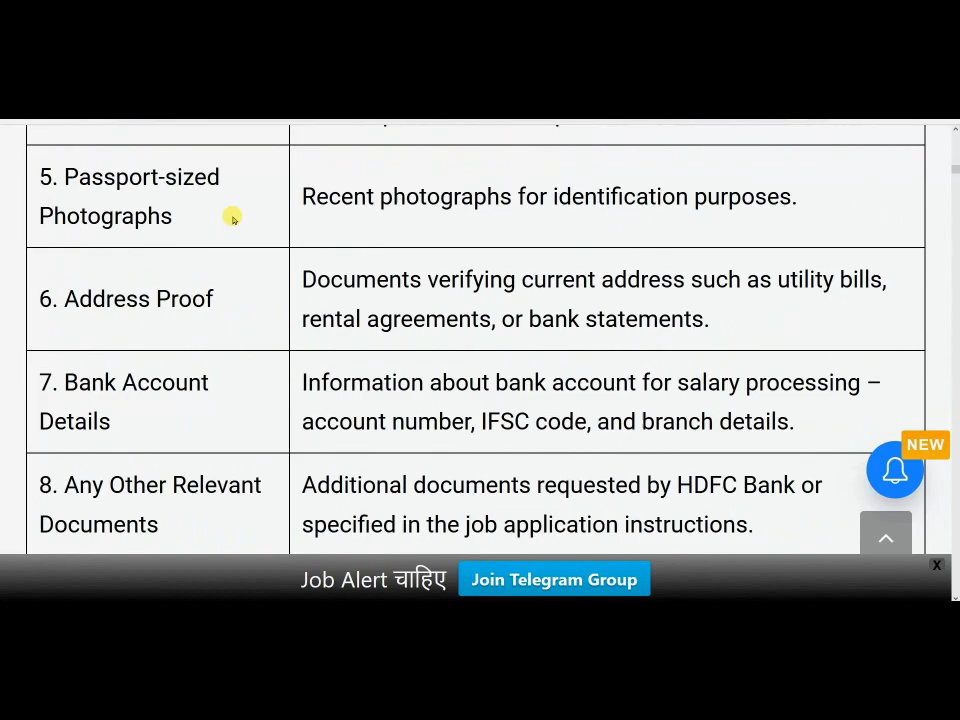 5. Passport-sized
Photographs
Recent photographs for identification purposes.
6. Address Proof
Documents verifying current address such as utility bills,
rental agreements, or bank statements.
7. Bank Account
Details
Information about bank account for salary processing –
account number, IFSC code, and branch details.
NEW
8. Any Other Relevant
Documents
Additional documents requested by HDFC Bank or
specified in the job application instructions.
X
Job Alert चाहिए
Join Telegram Group